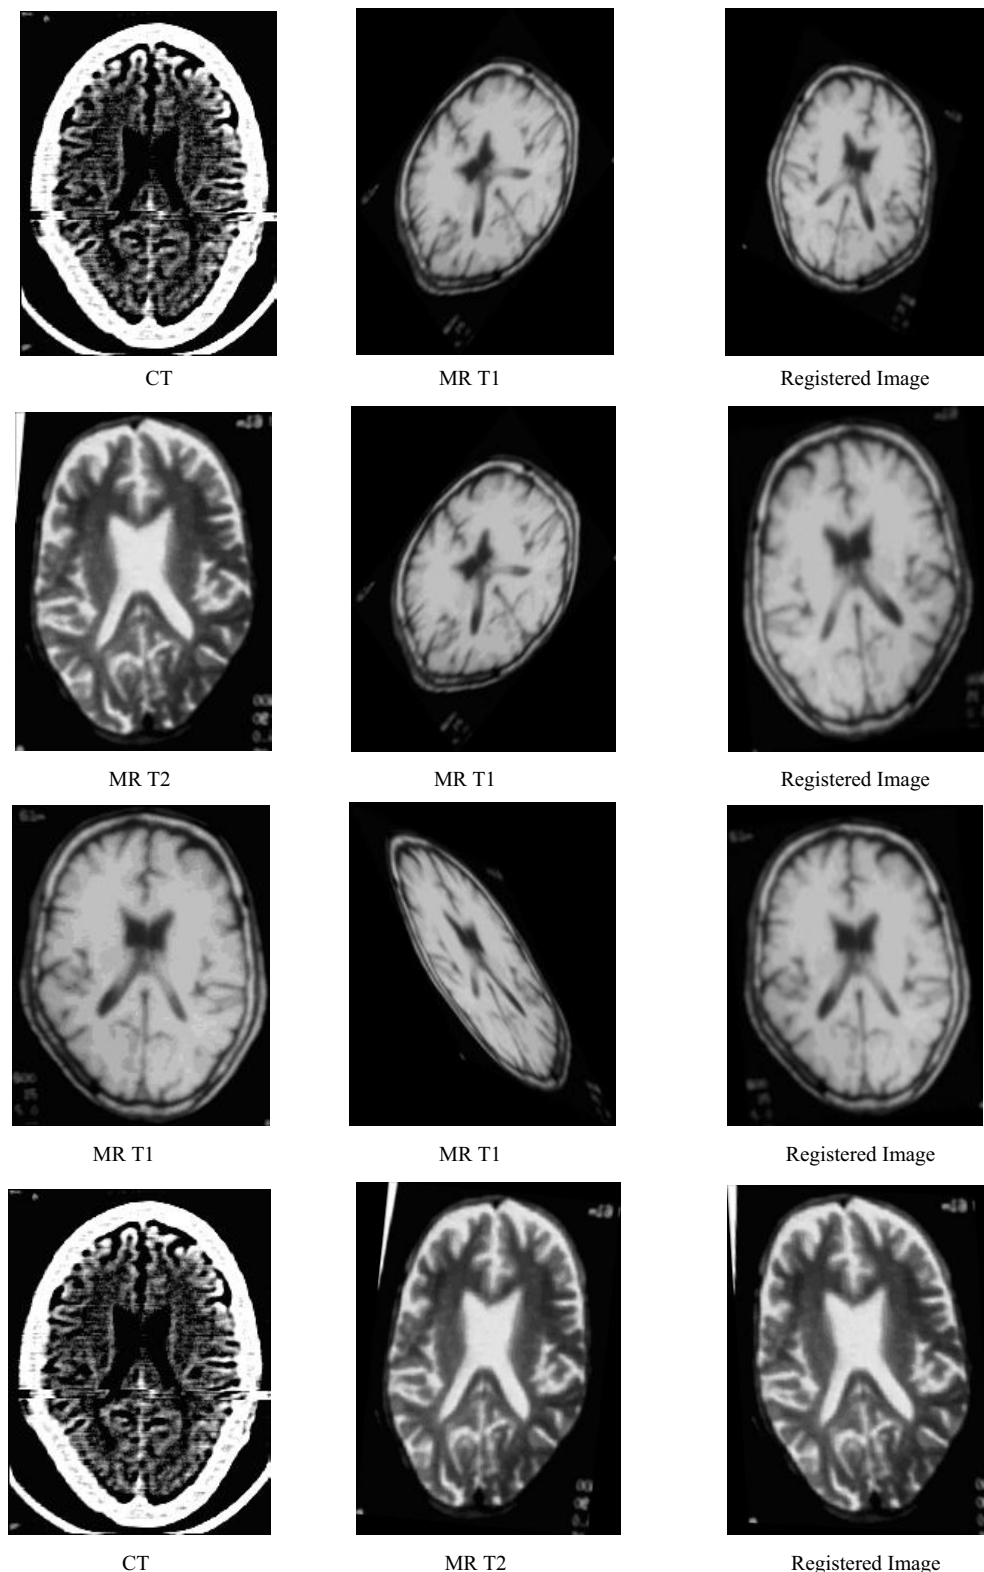 CT MR T1 Registered Image
MR T2 MR T1 Registered Image
MR T1 MR T1 Registered Image
CT MR T2 Registered Image